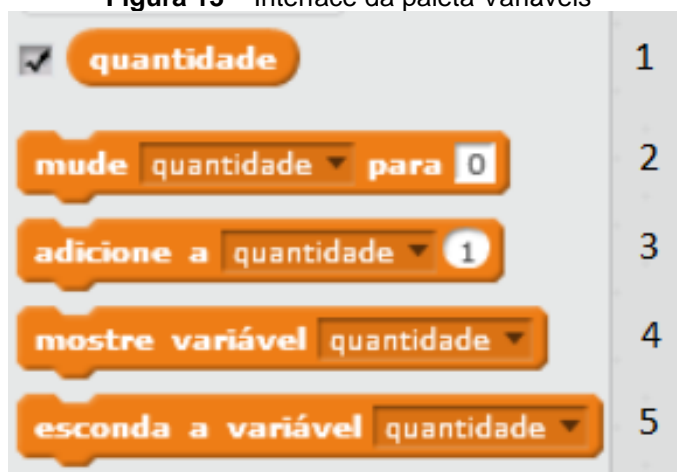 Figura 15 – Interface da paleta Variáveis
quantidade 1
mude quantidade para 0 2
adicione a quantidade 1 3
mostre variável quantidade 4
esconda a variável quantidade 5